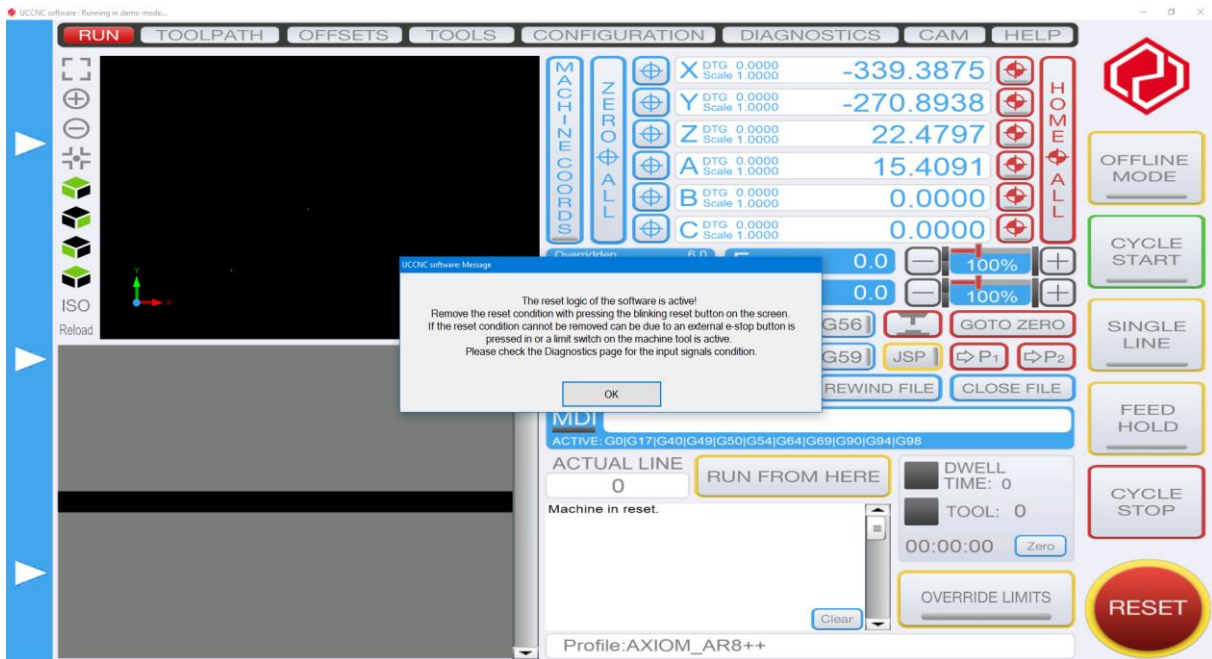 UCCNC software : Running in demo mode...
RUN TOOLPATH OFFSETS TOOLS CONFIGURATION DIAGNOSTICS CAM HELP
MACHINE COORDS
ZERO ALL
X DTG 0.0000 Scale 1.0000 -339.3875
Y DTG 0.0000 Scale 1.0000 -270.8938
Z DTG 0.0000 Scale 1.0000 22.4797
A DTG 0.0000 Scale 1.0000 15.4091
B DTG 0.0000 Scale 1.0000 0.0000
C DTG 0.0000 Scale 1.0000 0.0000
HOME ALL
OFFLINE MODE
CYCLE START
SINGLE LINE
FEED HOLD
CYCLE STOP
RESET
Y
X
ISO
Reload
0.0 100%
0.0 100%
UCCNC software: Message
The reset logic of the software is active!
Remove the reset condition with pressing the blinking reset button on the screen.
If the reset condition cannot be removed can be due to an external e-stop button is
pressed in or a limit switch on the machine tool is active.
Please check the Diagnostics page for the input signals condition.
OK
G56 GOTO ZERO
G59 JSP P1 P2
REWIND FILE CLOSE FILE
MDI
ACTIVE: G0|G17|G40|G49|G50|G54|G64|G69|G90|G94|G98
ACTUAL LINE
0
RUN FROM HERE
DWELL TIME: 0
TOOL: 0
00:00:00 Zero
Machine in reset.
Clear
OVERRIDE LIMITS
Profile:AXIOM_AR8++